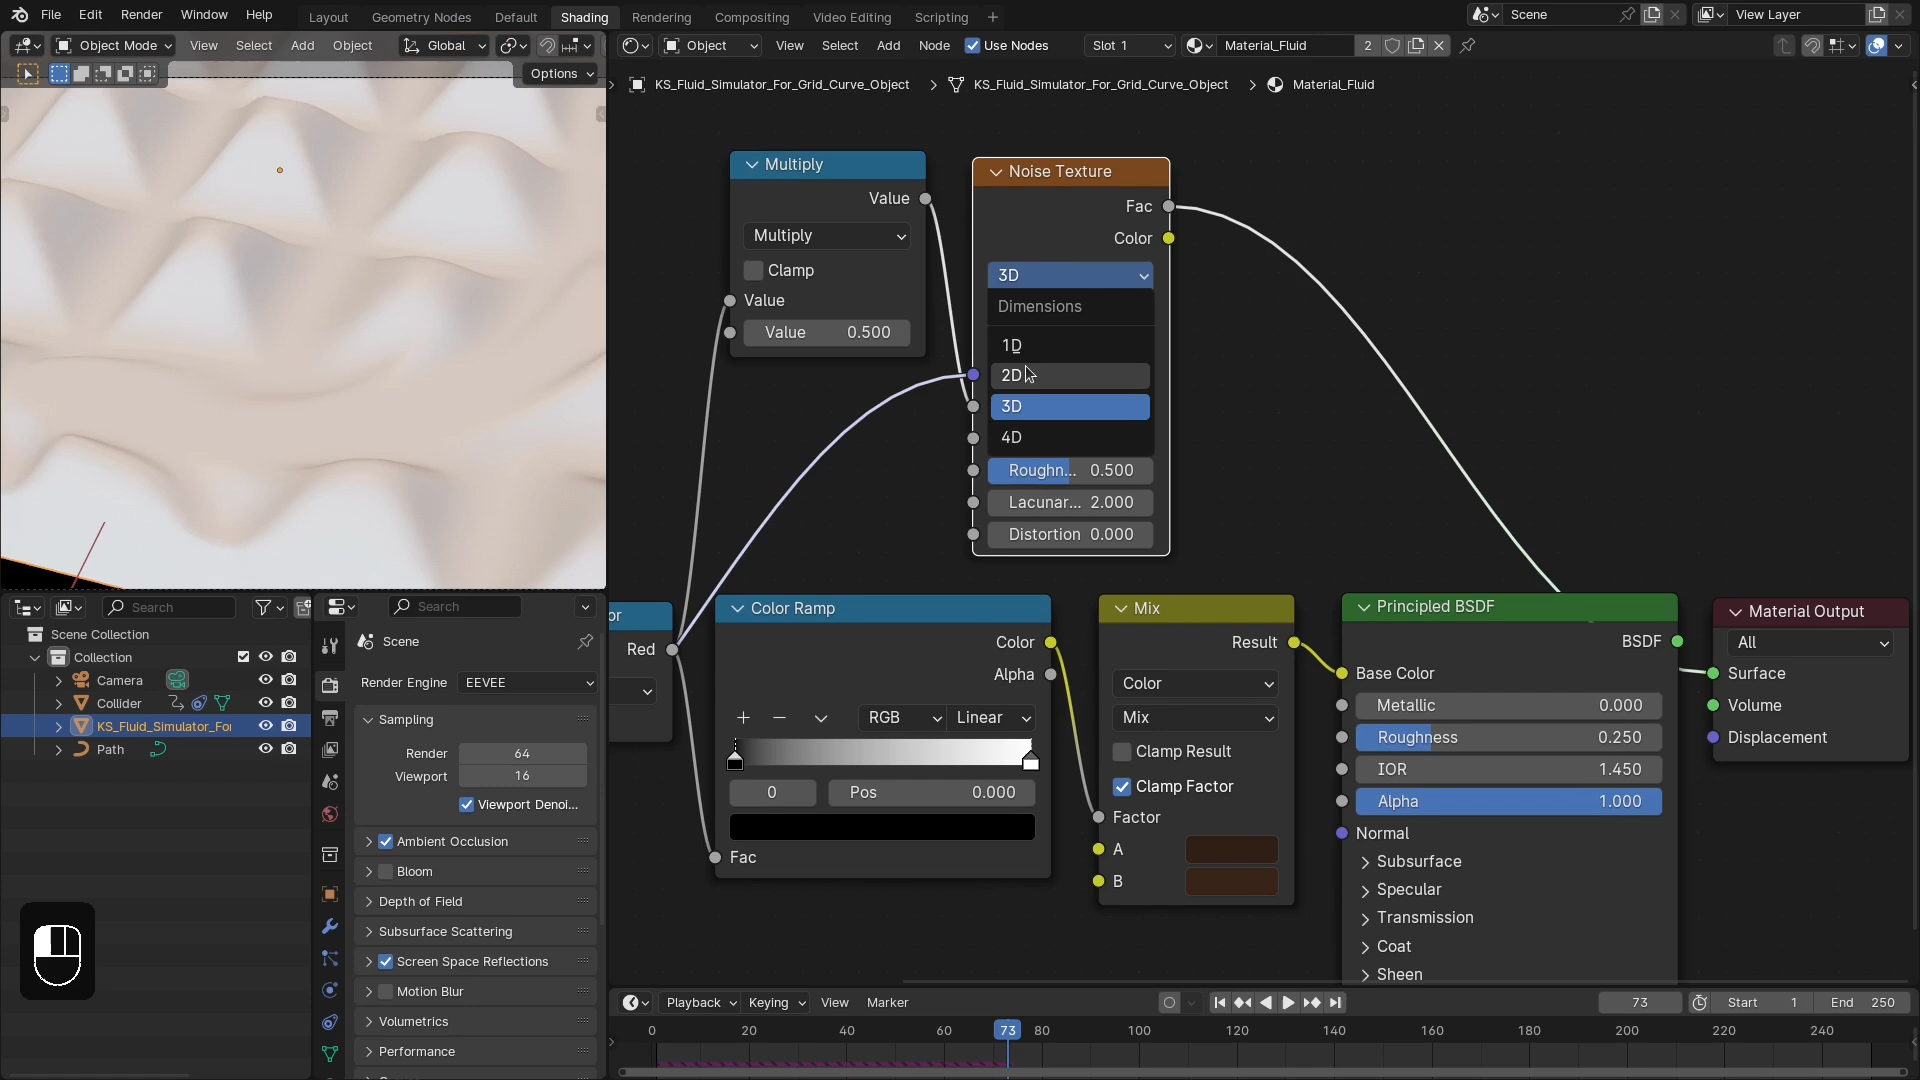 File Edit Render Window Help Layout Geometry Nodes Default Shading Rendering Compositing Video Editing Scripting + Scene View Layer
Object Mode View Select Add Object Global
Options
Object View Select Add Node Use Nodes Slot 1 Material_Fluid 2
KS_Fluid_Simulator_For_Grid_Curve_Object > KS_Fluid_Simulator_For_Grid_Curve_Object > Material_Fluid
Multiply
Value
Multiply
Clamp
Value
Value 0.500
Noise Texture
Fac
Color
3D
Dimensions
1D
2D
3D
4D
Roughn... 0.500
Lacunar... 2.000
Distortion 0.000
or
Red
Color Ramp
Color
Alpha
RGB Linear
0 Pos 0.000
Fac
Mix
Result
Color
Mix
Clamp Result
Clamp Factor
Factor
A
B
Principled BSDF
BSDF
Base Color
Metallic 0.000
Roughness 0.250
IOR 1.450
Alpha 1.000
Normal
Subsurface
Specular
Transmission
Coat
Sheen
Material Output
All
Surface
Volume
Displacement
Search
Scene Collection
Collection
Camera
Collider
KS_Fluid_Simulator_For
Path
Search
Scene
Render Engine EEVEE
Sampling
Render 64
Viewport 16
Viewport Denoi...
Ambient Occlusion
Bloom
Depth of Field
Subsurface Scattering
Screen Space Reflections
Motion Blur
Volumetrics
Performance
Playback Keying View Marker 73 Start 1 End 250
0 20 40 60 73 80 100 120 140 160 180 200 220 240